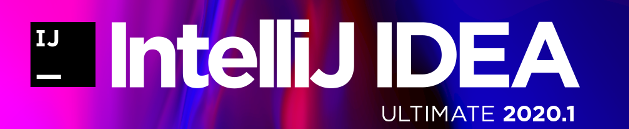 IJ
IntelliJ IDEA
ULTIMATE 2020.1